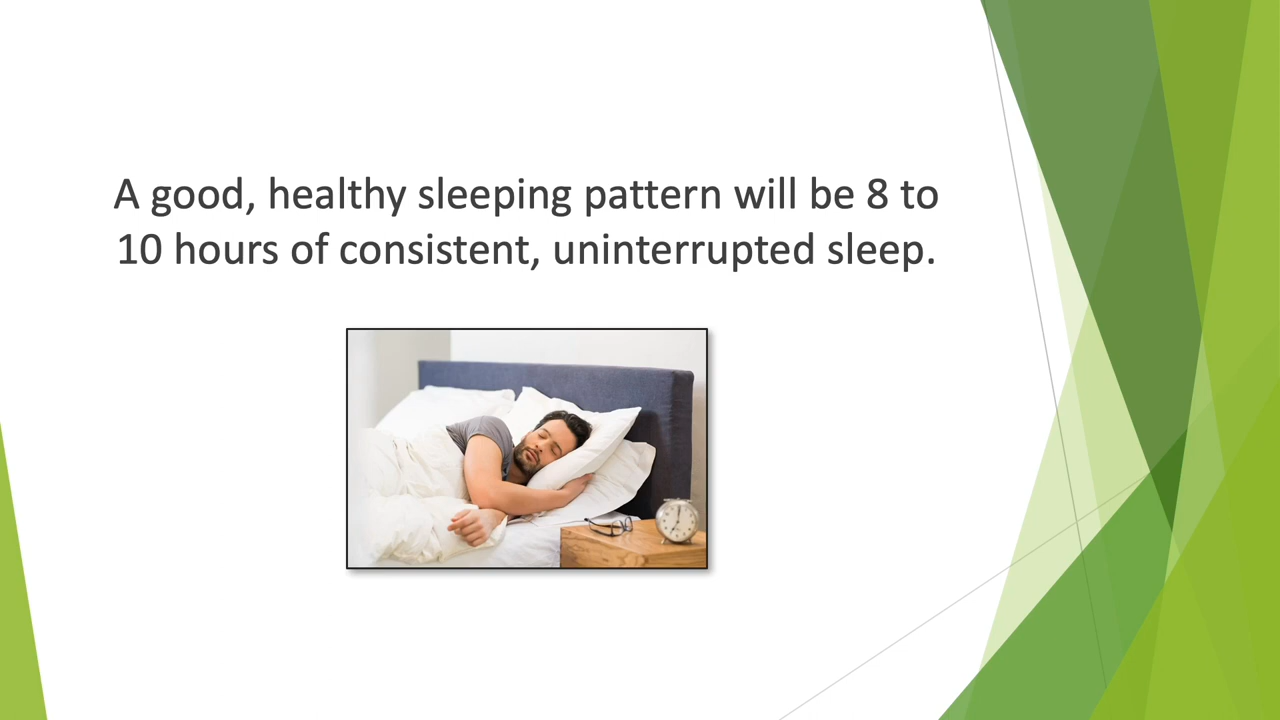 A good, healthy sleeping pattern will be 8 to
10 hours of consistent, uninterrupted sleep.